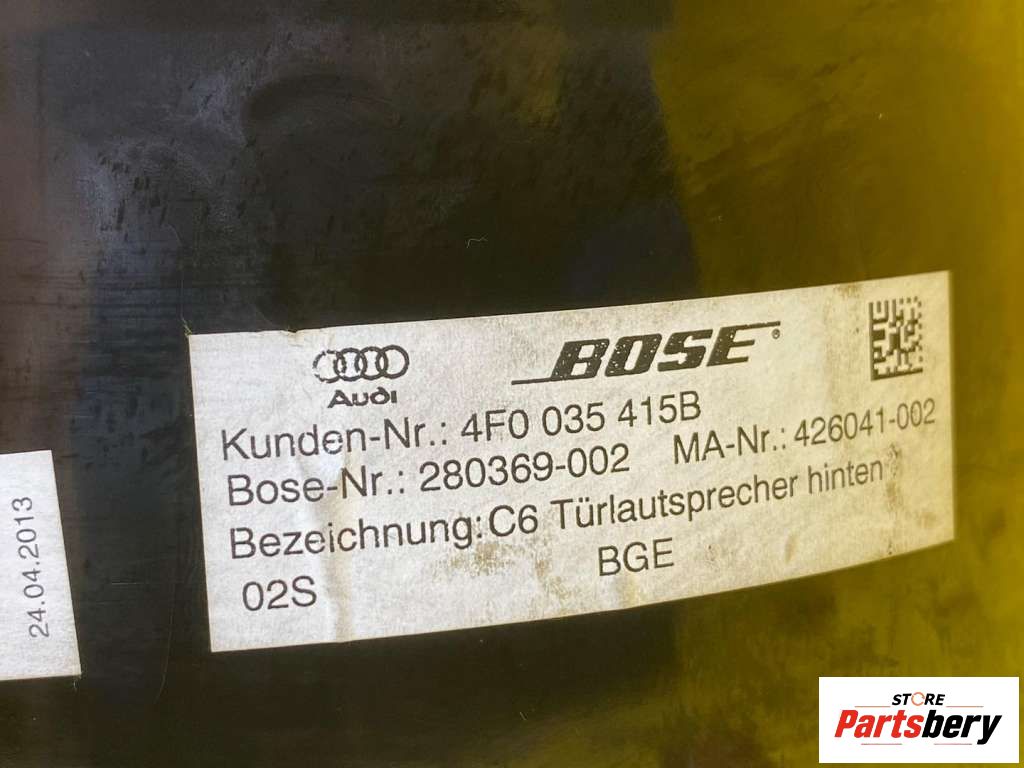 Audi
BOSE®
Kunden-Nr.: 4F0 035 415B
Bose-Nr.: 280369-002 MA-Nr.: 426041-002
Bezeichnung: C6 Türlautsprecher hinten
02S BGE
24.04.2013
STORE
Partsbery